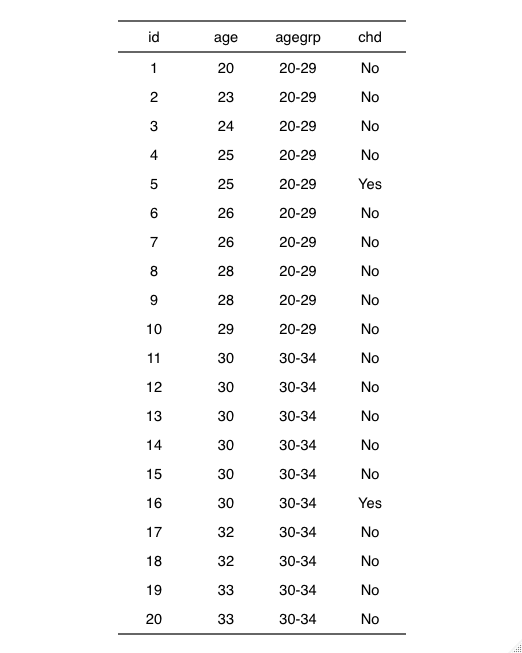 id age agegrp chd
1 20 20-29 No
2 23 20-29 No
3 24 20-29 No
4 25 20-29 No
5 25 20-29 Yes
6 26 20-29 No
7 26 20-29 No
8 28 20-29 No
9 28 20-29 No
10 29 20-29 No
11 30 30-34 No
12 30 30-34 No
13 30 30-34 No
14 30 30-34 No
15 30 30-34 No
16 30 30-34 Yes
17 32 30-34 No
18 32 30-34 No
19 33 30-34 No
20 33 30-34 No